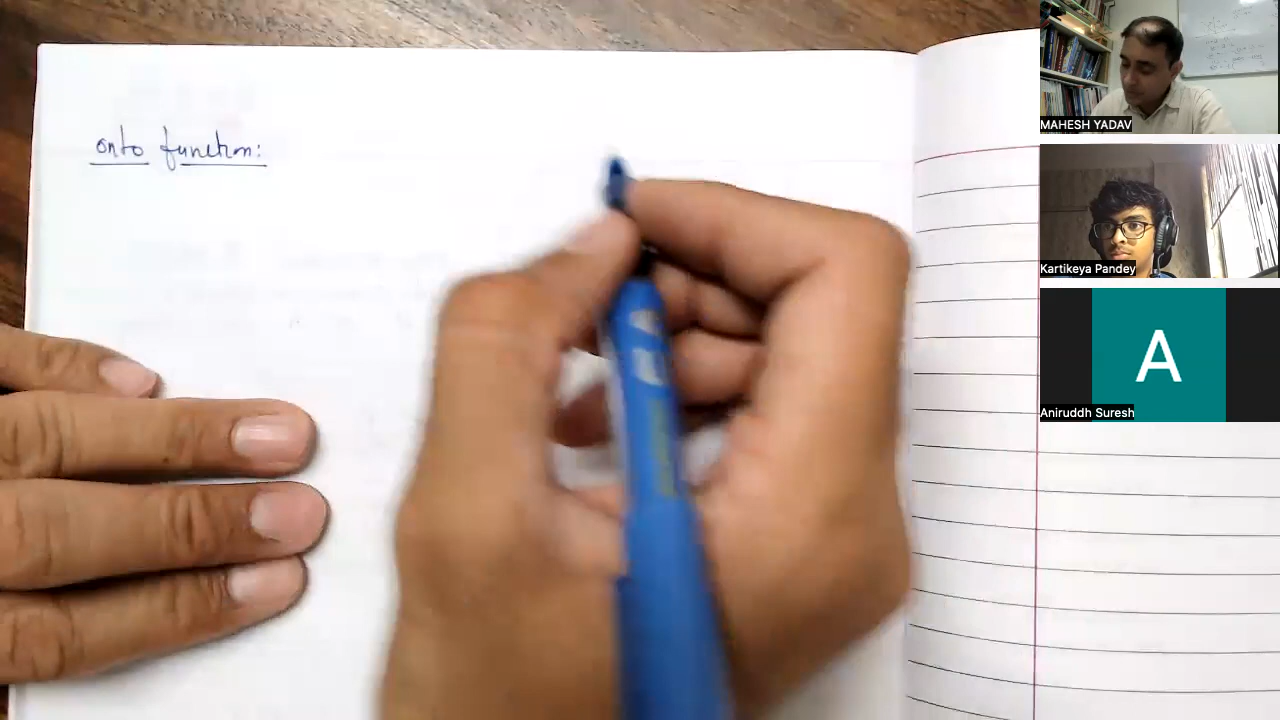 onto function:
MAHESH YADAV
Kartikeya Pandey
A
Aniruddh Suresh